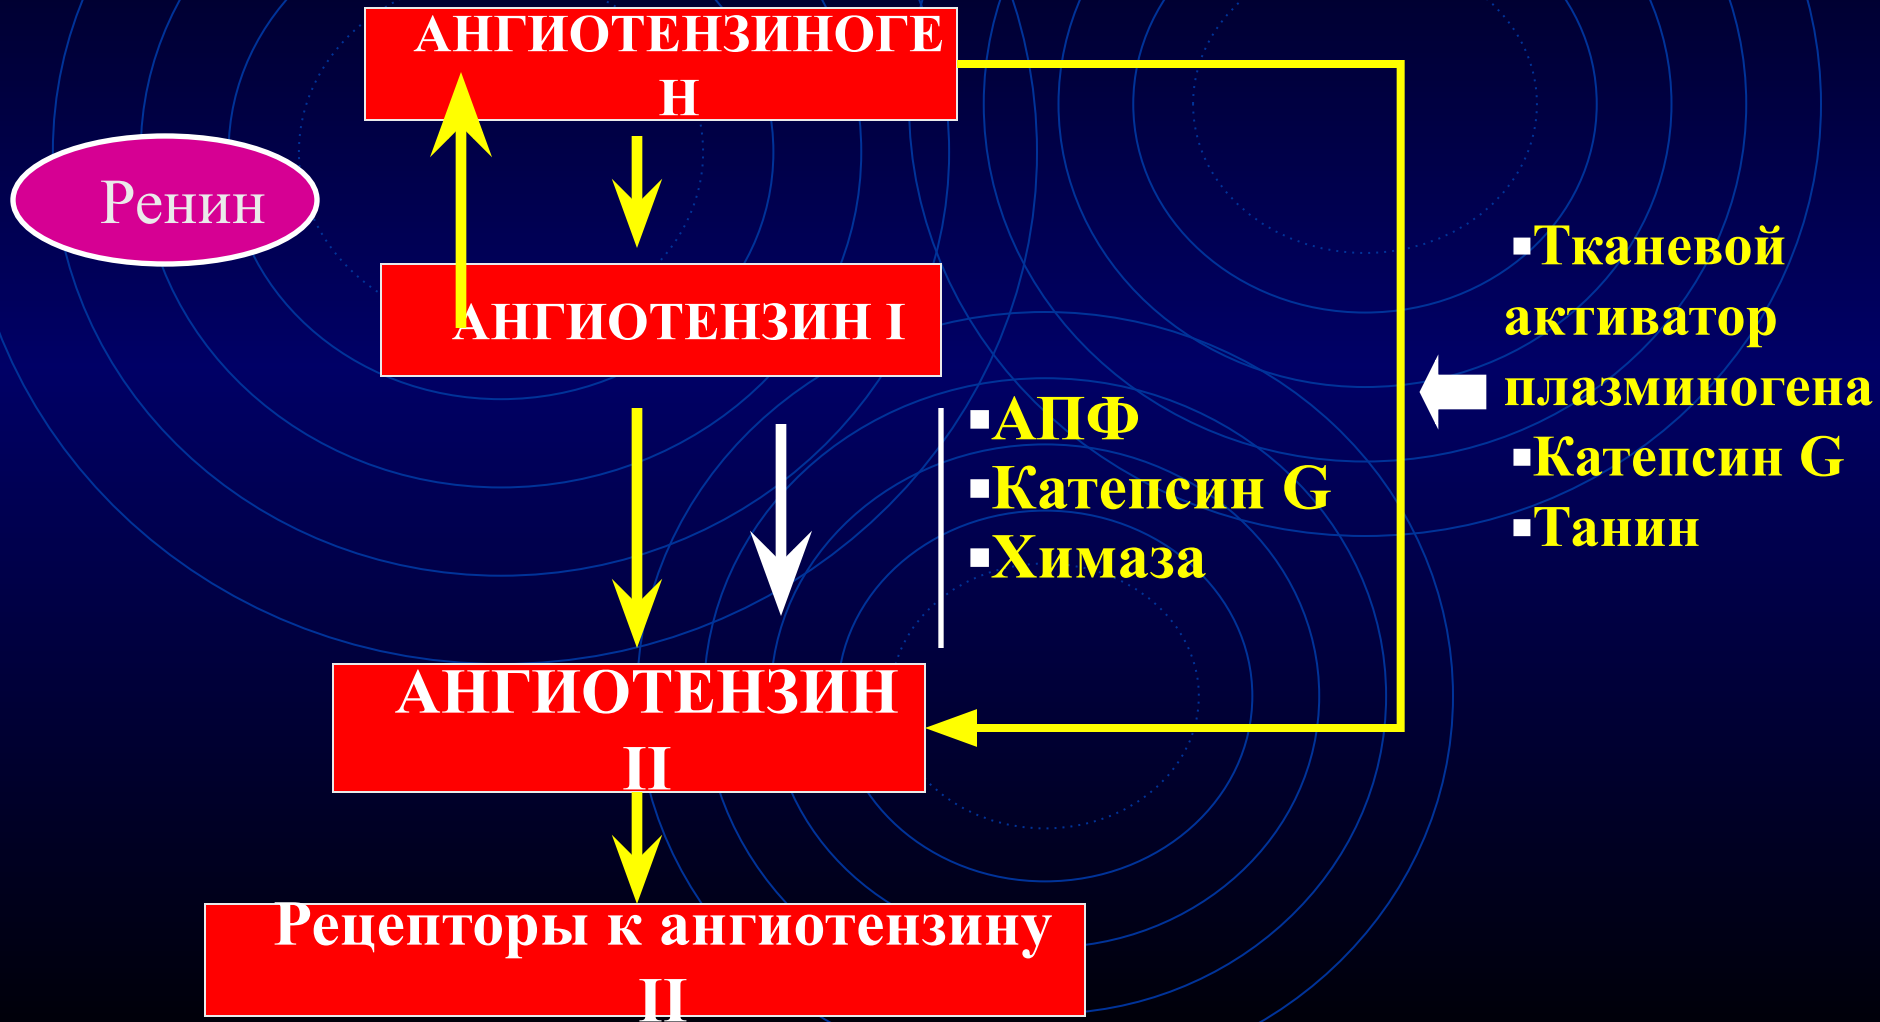 АНГИОТЕНЗИНОГЕ
Н
Ренин
АНГИОТЕНЗИН I
▪АПФ
▪Катепсин G
▪Химаза
▪Тканевой
активатор
плазминогена
▪Катепсин G
▪Танин
АНГИОТЕНЗИН
II
Рецепторы к ангиотензину
II